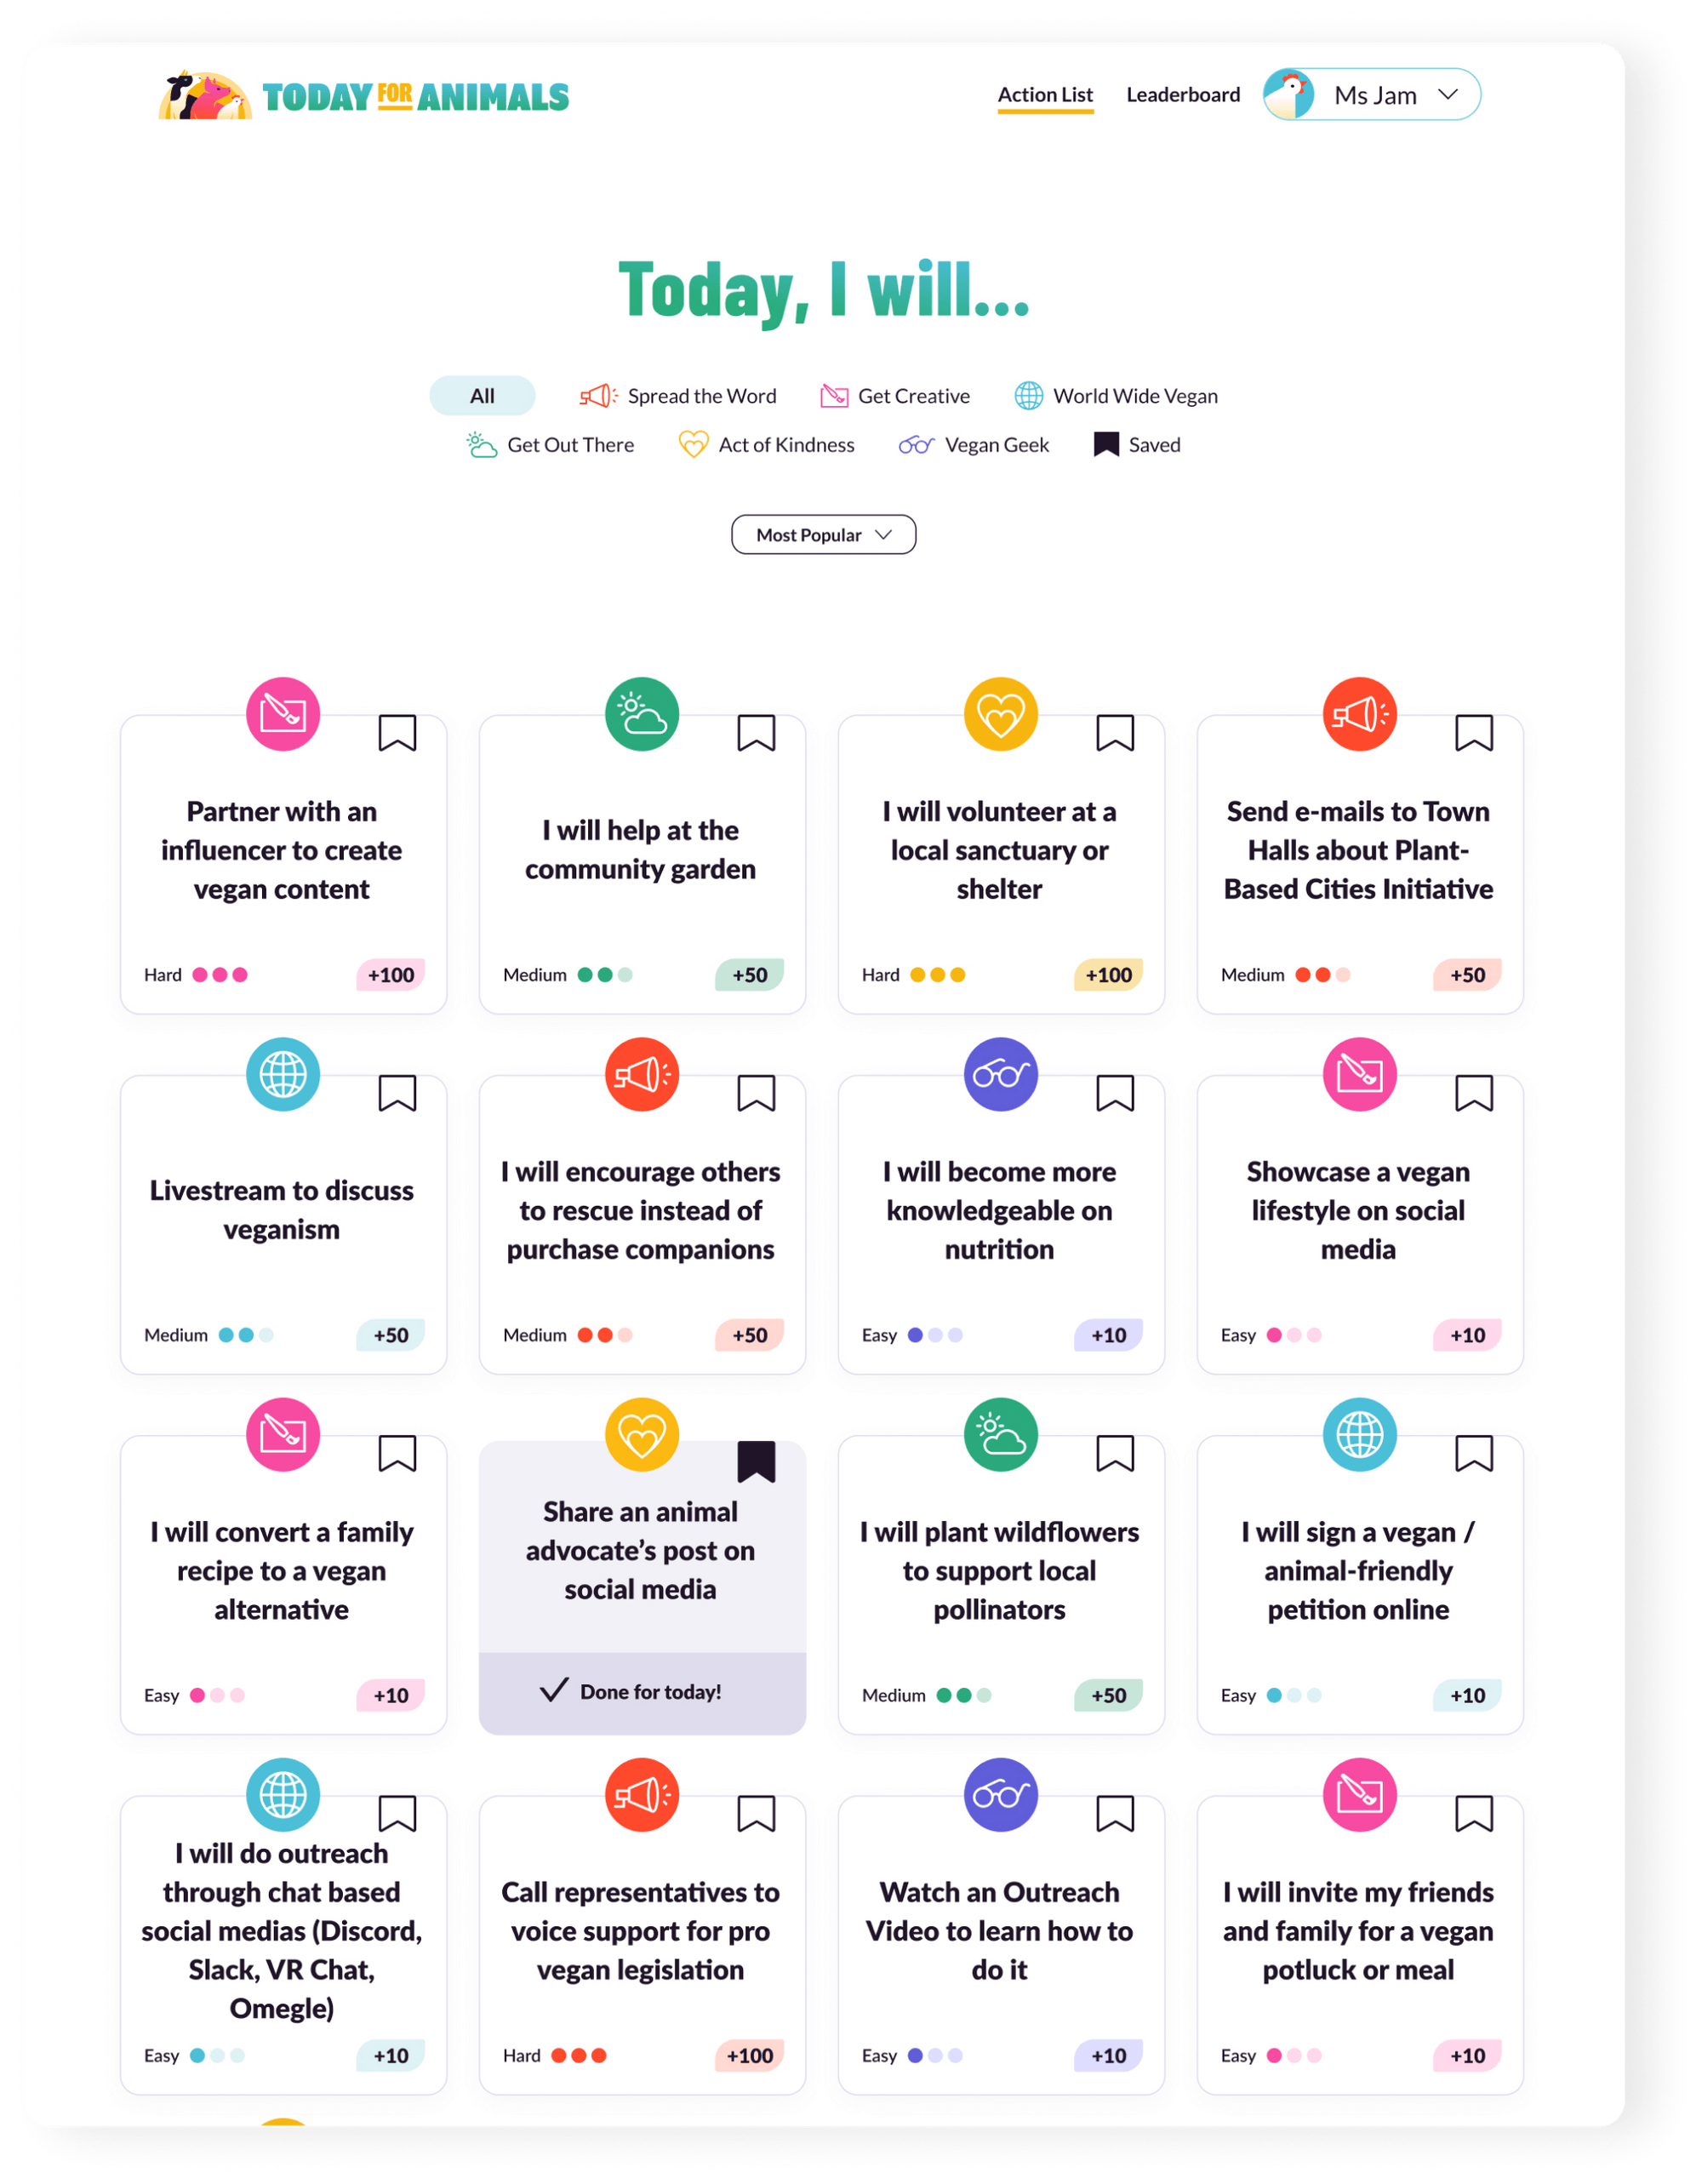 TODAY FOR ANIMALS
Action List
Leaderboard
Ms Jam
Today, I will...
All
Spread the Word
Get Creative
World Wide Vegan
Get Out There
Act of Kindness
Vegan Geek
Saved
Most Popular
Partner with an
influencer to create
vegan content
Hard
+100
I will help at the
community garden
Medium
+50
I will volunteer at a
local sanctuary or
shelter
Hard
+100
Send e-mails to Town
Halls about Plant-
Based Cities Initiative
Medium
+50
Livestream to discuss
veganism
Medium
+50
I will encourage others
to rescue instead of
purchase companions
Medium
+50
I will become more
knowledgeable on
nutrition
Easy
+10
Showcase a vegan
lifestyle on social
media
Easy
+10
I will convert a family
recipe to a vegan
alternative
Easy
+10
Share an animal
advocate’s post on
social media
Done for today!
I will plant wildflowers
to support local
pollinators
Medium
+50
I will sign a vegan /
animal-friendly
petition online
Easy
+10
I will do outreach
through chat based
social medias (Discord,
Slack, VR Chat,
Omegle)
Easy
+10
Call representatives to
voice support for pro
vegan legislation
Hard
+100
Watch an Outreach
Video to learn how to
do it
Easy
+10
I will invite my friends
and family for a vegan
potluck or meal
Easy
+10